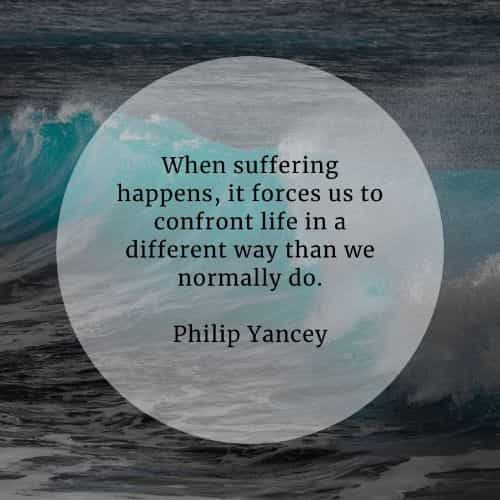 When suffering
happens, it forces us to
confront life in a
different way than we
normally do.
Philip Yancey